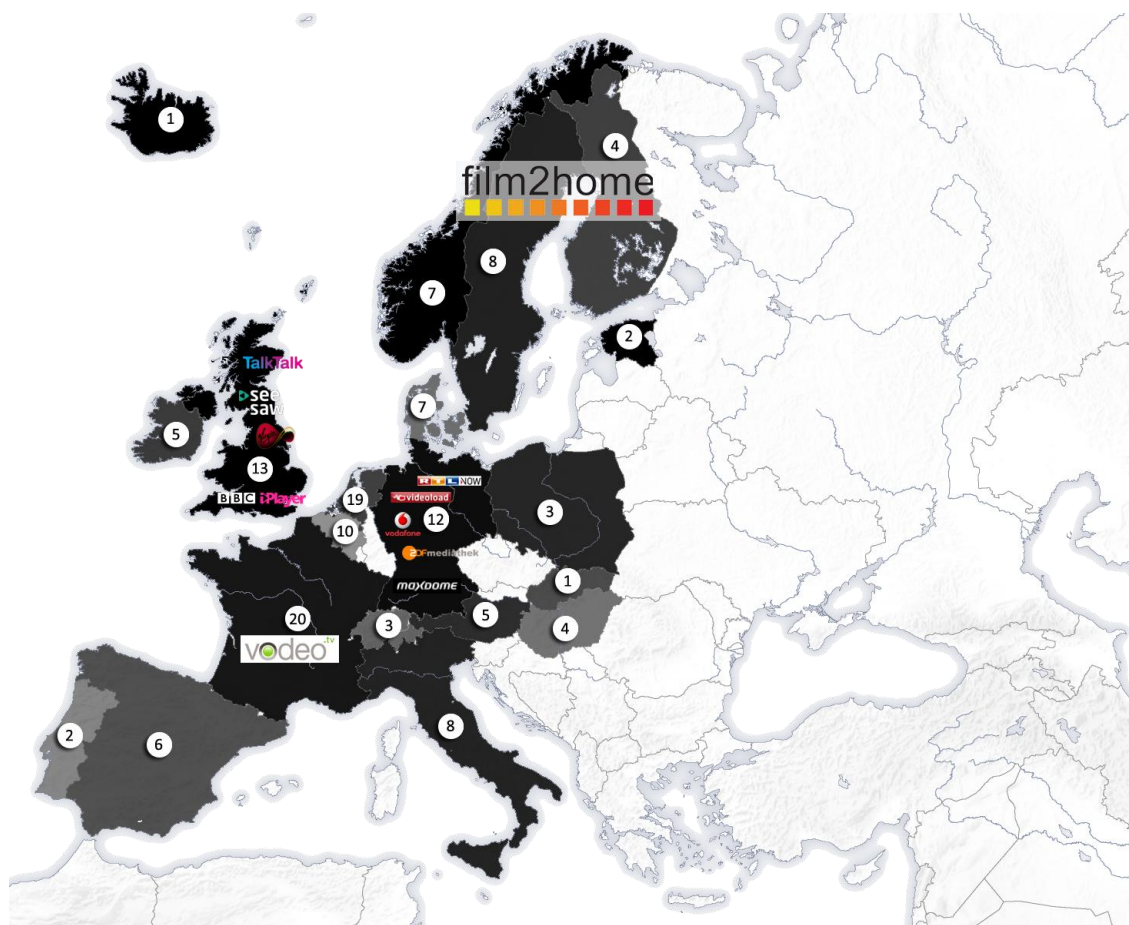 1
4
film2home
8
7
2
TalkTalk
see
saw
7
5
13
BBC iPlayer
RTL NOW
videoload
19
12
vodafone
10
3
ZDFmediathek
1
maxdome
5
20
3
4
vodeo.tv
2
6
8